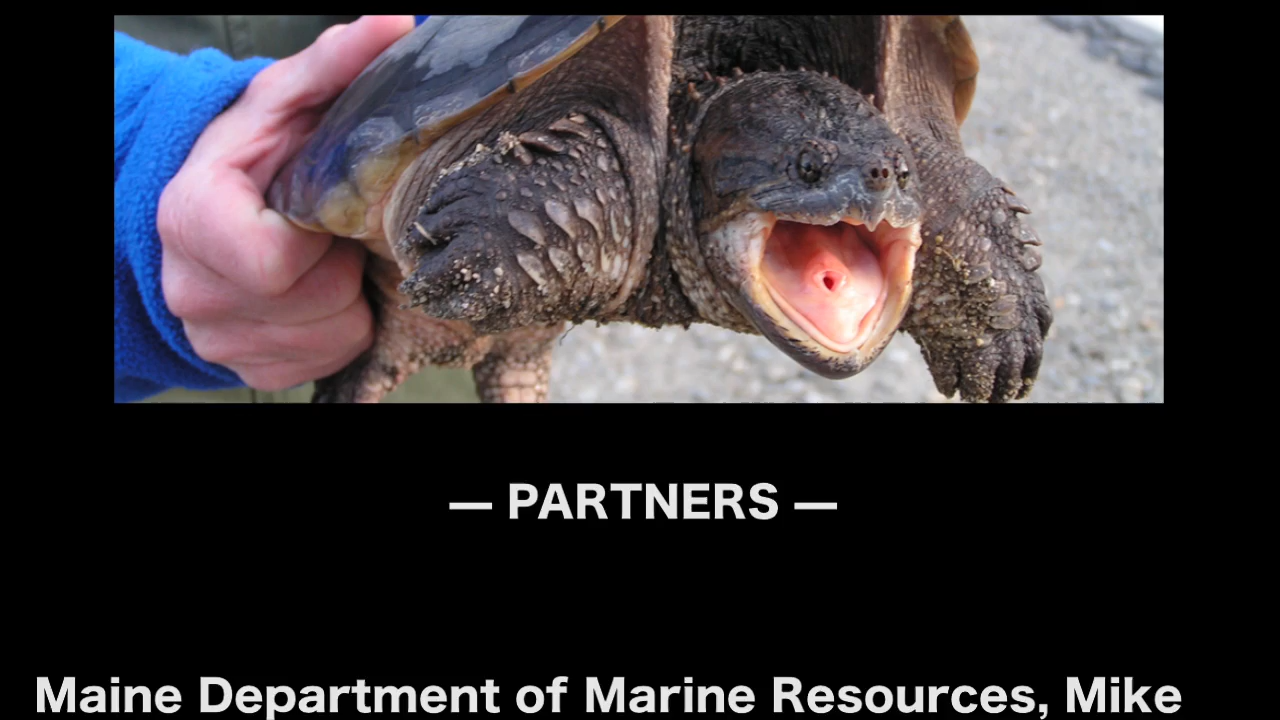 — PARTNERS —
Maine Department of Marine Resources, Mike